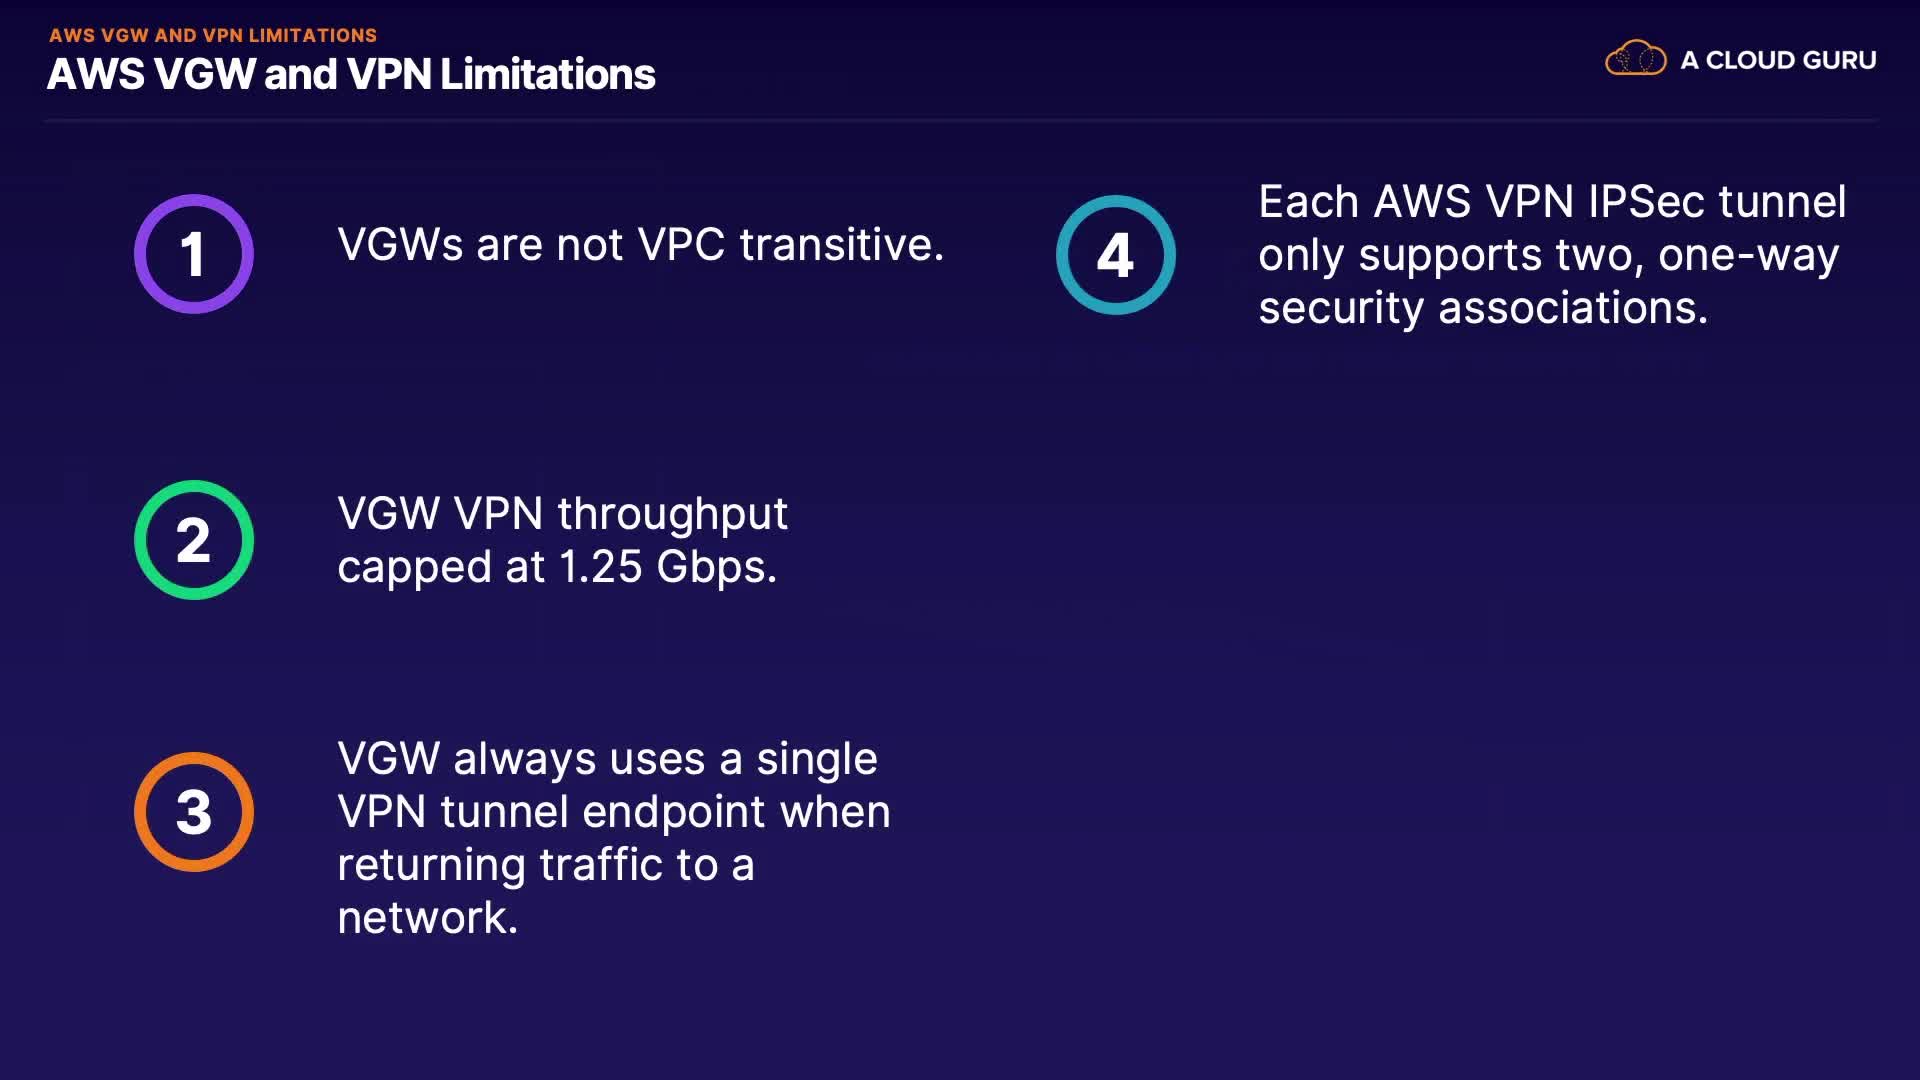 AWS VGW AND VPN LIMITATIONS
AWS VGW and VPN Limitations
A CLOUD GURU
1
VGWs are not VPC transitive.
2
VGW VPN throughput
capped at 1.25 Gbps.
3
VGW always uses a single
VPN tunnel endpoint when
returning traffic to a
network.
4
Each AWS VPN IPSec tunnel
only supports two, one-way
security associations.